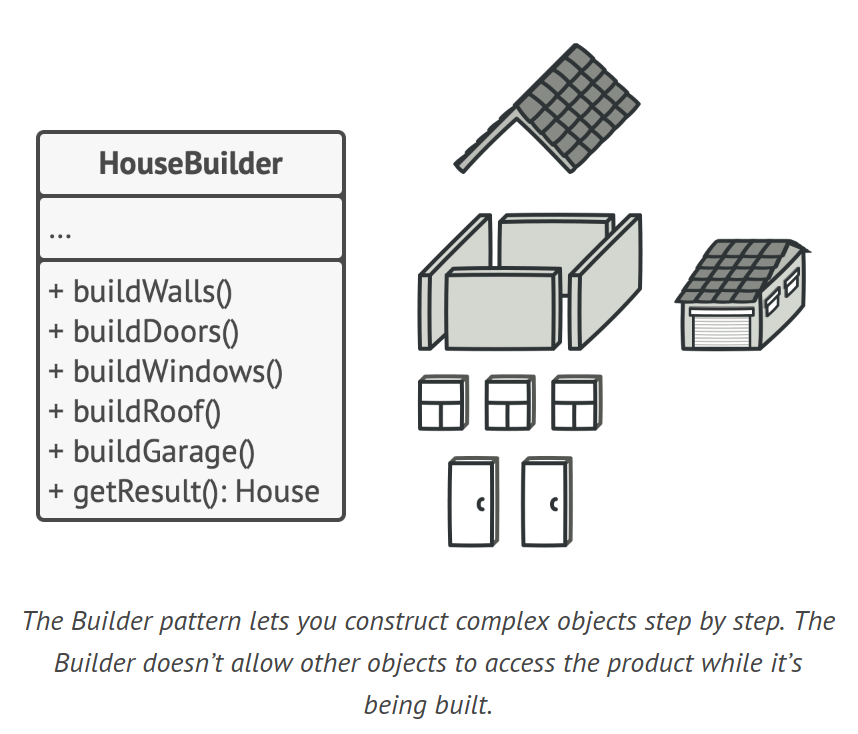 HouseBuilder
...
+ buildWalls()
+ buildDoors()
+ buildWindows()
+ buildRoof()
+ buildGarage()
+ getResult(): House
The Builder pattern lets you construct complex objects step by step. The
Builder doesn’t allow other objects to access the product while it’s
being built.